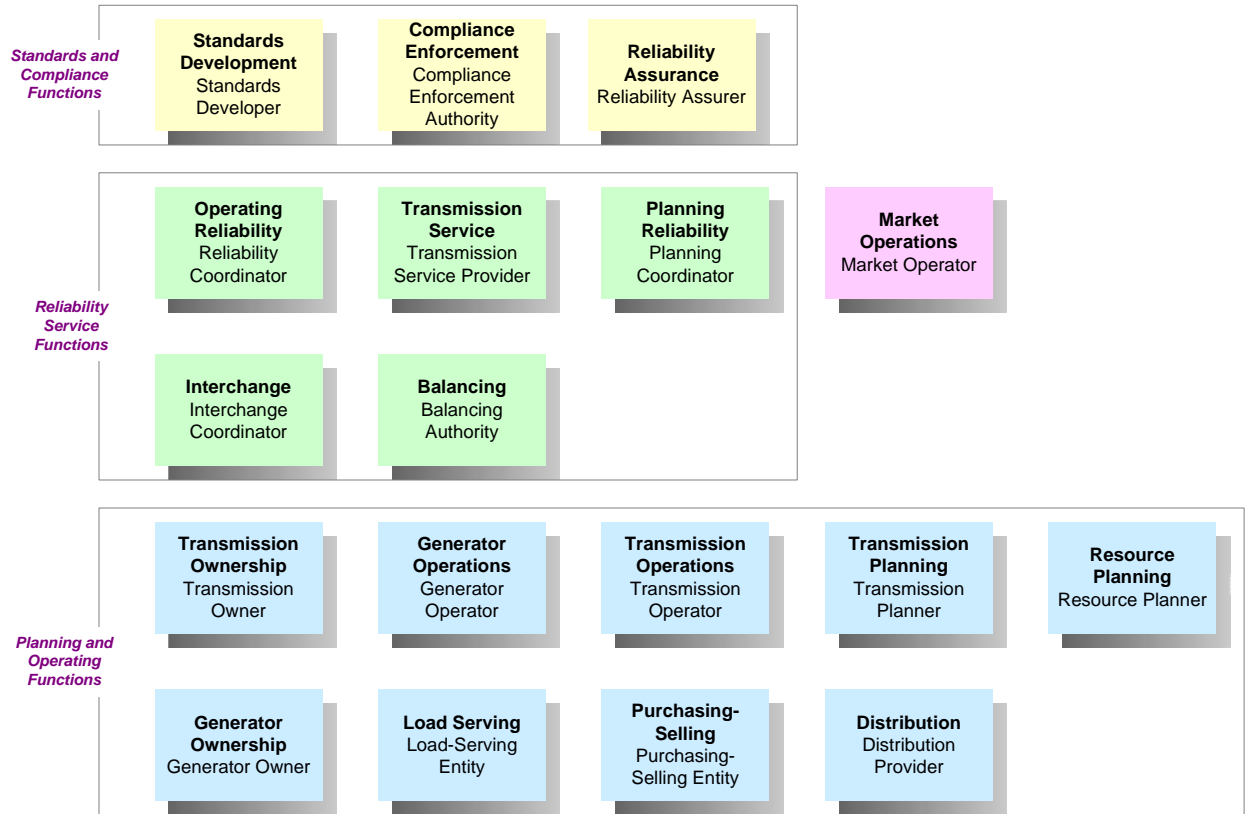 Standards and
Compliance
Functions
Standards
Development
Standards
Developer
Compliance
Enforcement
Compliance
Enforcement
Authority
Reliability
Assurance
Reliability Assurer
Reliability
Service
Functions
Operating
Reliability
Reliability
Coordinator
Transmission
Service
Transmission
Service Provider
Planning
Reliability
Planning
Coordinator
Market
Operations
Market Operator
Interchange
Interchange
Coordinator
Balancing
Balancing
Authority
Planning and
Operating
Functions
Transmission
Ownership
Transmission
Owner
Generator
Operations
Generator
Operator
Transmission
Operations
Transmission
Operator
Transmission
Planning
Transmission
Planner
Resource
Planning
Resource Planner
Generator
Ownership
Generator Owner
Load Serving
Load-Serving
Entity
Purchasing-
Selling
Purchasing-
Selling Entity
Distribution
Distribution
Provider